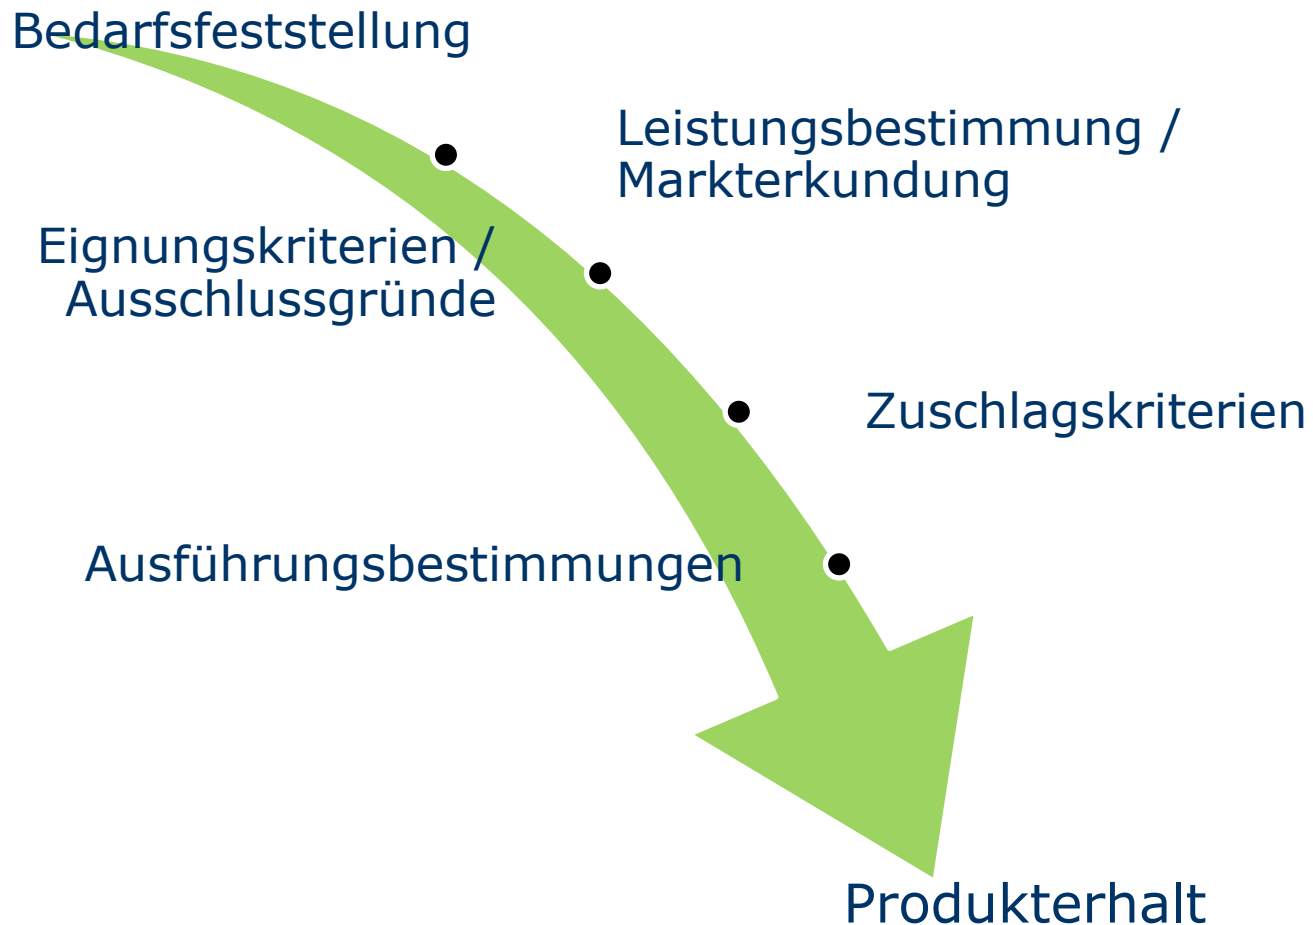 Bedarfsfeststellung
Leistungsbestimmung /
Markterkundung
Eignungskriterien /
Ausschlussgründe
Zuschlagskriterien
Ausführungsbestimmungen
Produkterhalt